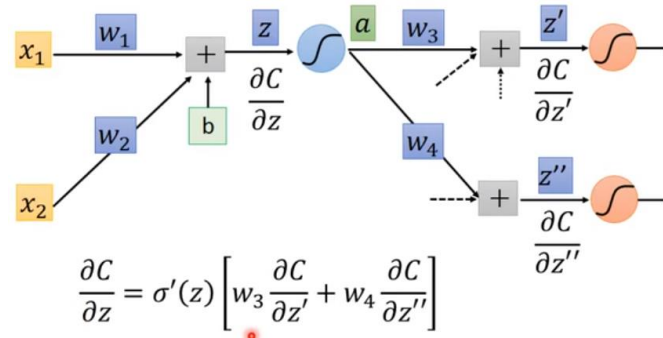 x₁ w₁ + z a w₃ + z′
∂C/∂z ∂C/∂z′
w₂ b
w₄
x₂ + z′′
∂C/∂z′′
∂C/∂z = σ′(z) [w₃ ∂C/∂z′ + w₄ ∂C/∂z′′]